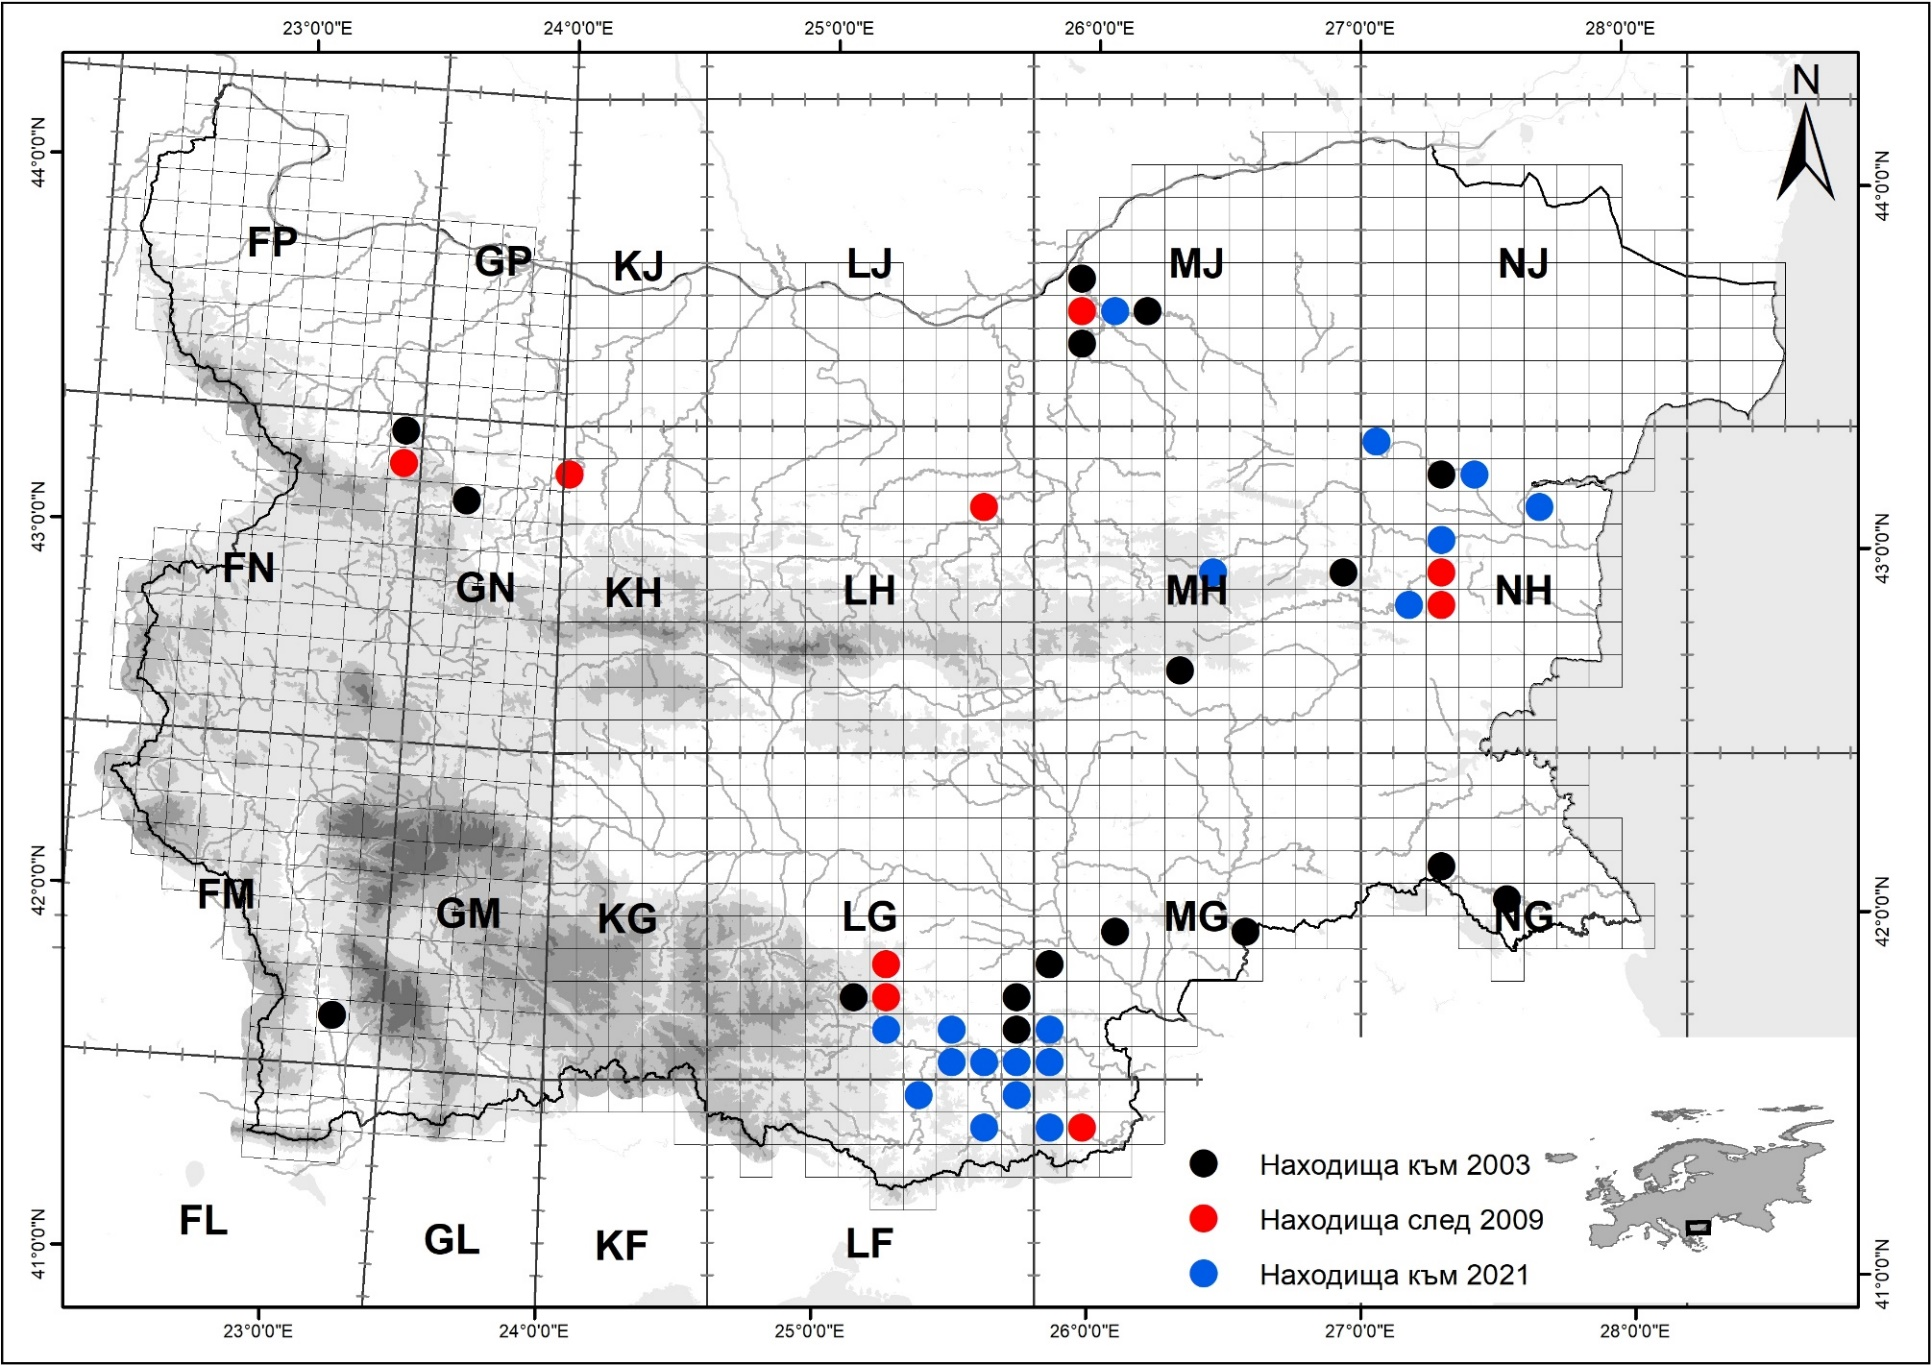 23°0'0"E 24°0'0"E 25°0'0"E 26°0'0"E 27°0'0"E 28°0'0"E
N
44°0'0"N 44°0'0"N
FP GP KJ LJ MJ NJ
43°0'0"N 43°0'0"N
FN GN KH LH MH NH
42°0'0"N 42°0'0"N
FM GM KG LG MG NG
Находища към 2003
Находища след 2009
Находища към 2021
41°0'0"N 41°0'0"N
FL GL KF LF
23°0'0"E 24°0'0"E 25°0'0"E 26°0'0"E 27°0'0"E 28°0'0"E